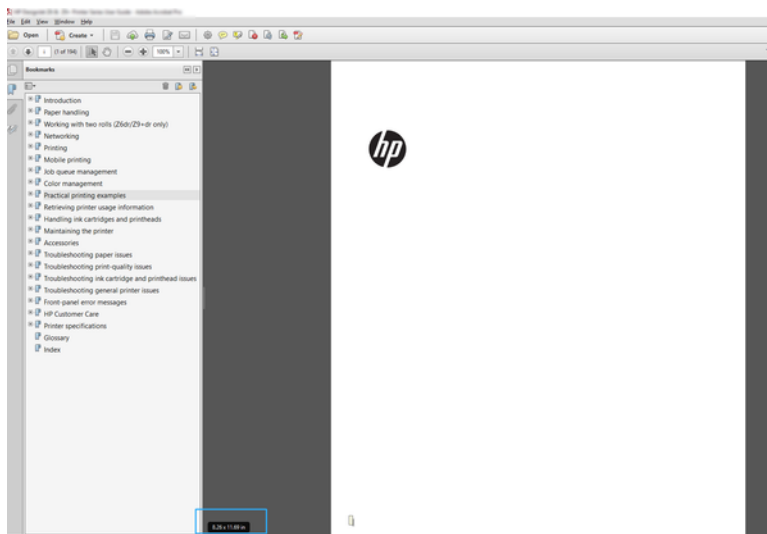 File Edit View Window Help
Open Create
(1 of 194) 100%
Bookmarks
Introduction
Paper handling
Working with two rolls (Z6dr/Z9+dr only)
Networking
Printing
Mobile printing
Job queue management
Color management
Practical printing examples
Retrieving printer usage information
Handling ink cartridges and printheads
Maintaining the printer
Accessories
Troubleshooting paper issues
Troubleshooting print-quality issues
Troubleshooting ink cartridge and printhead issues
Troubleshooting general printer issues
Front-panel error messages
HP Customer Care
Printer specifications
Glossary
Index
hp
8.26 x 11.69 in